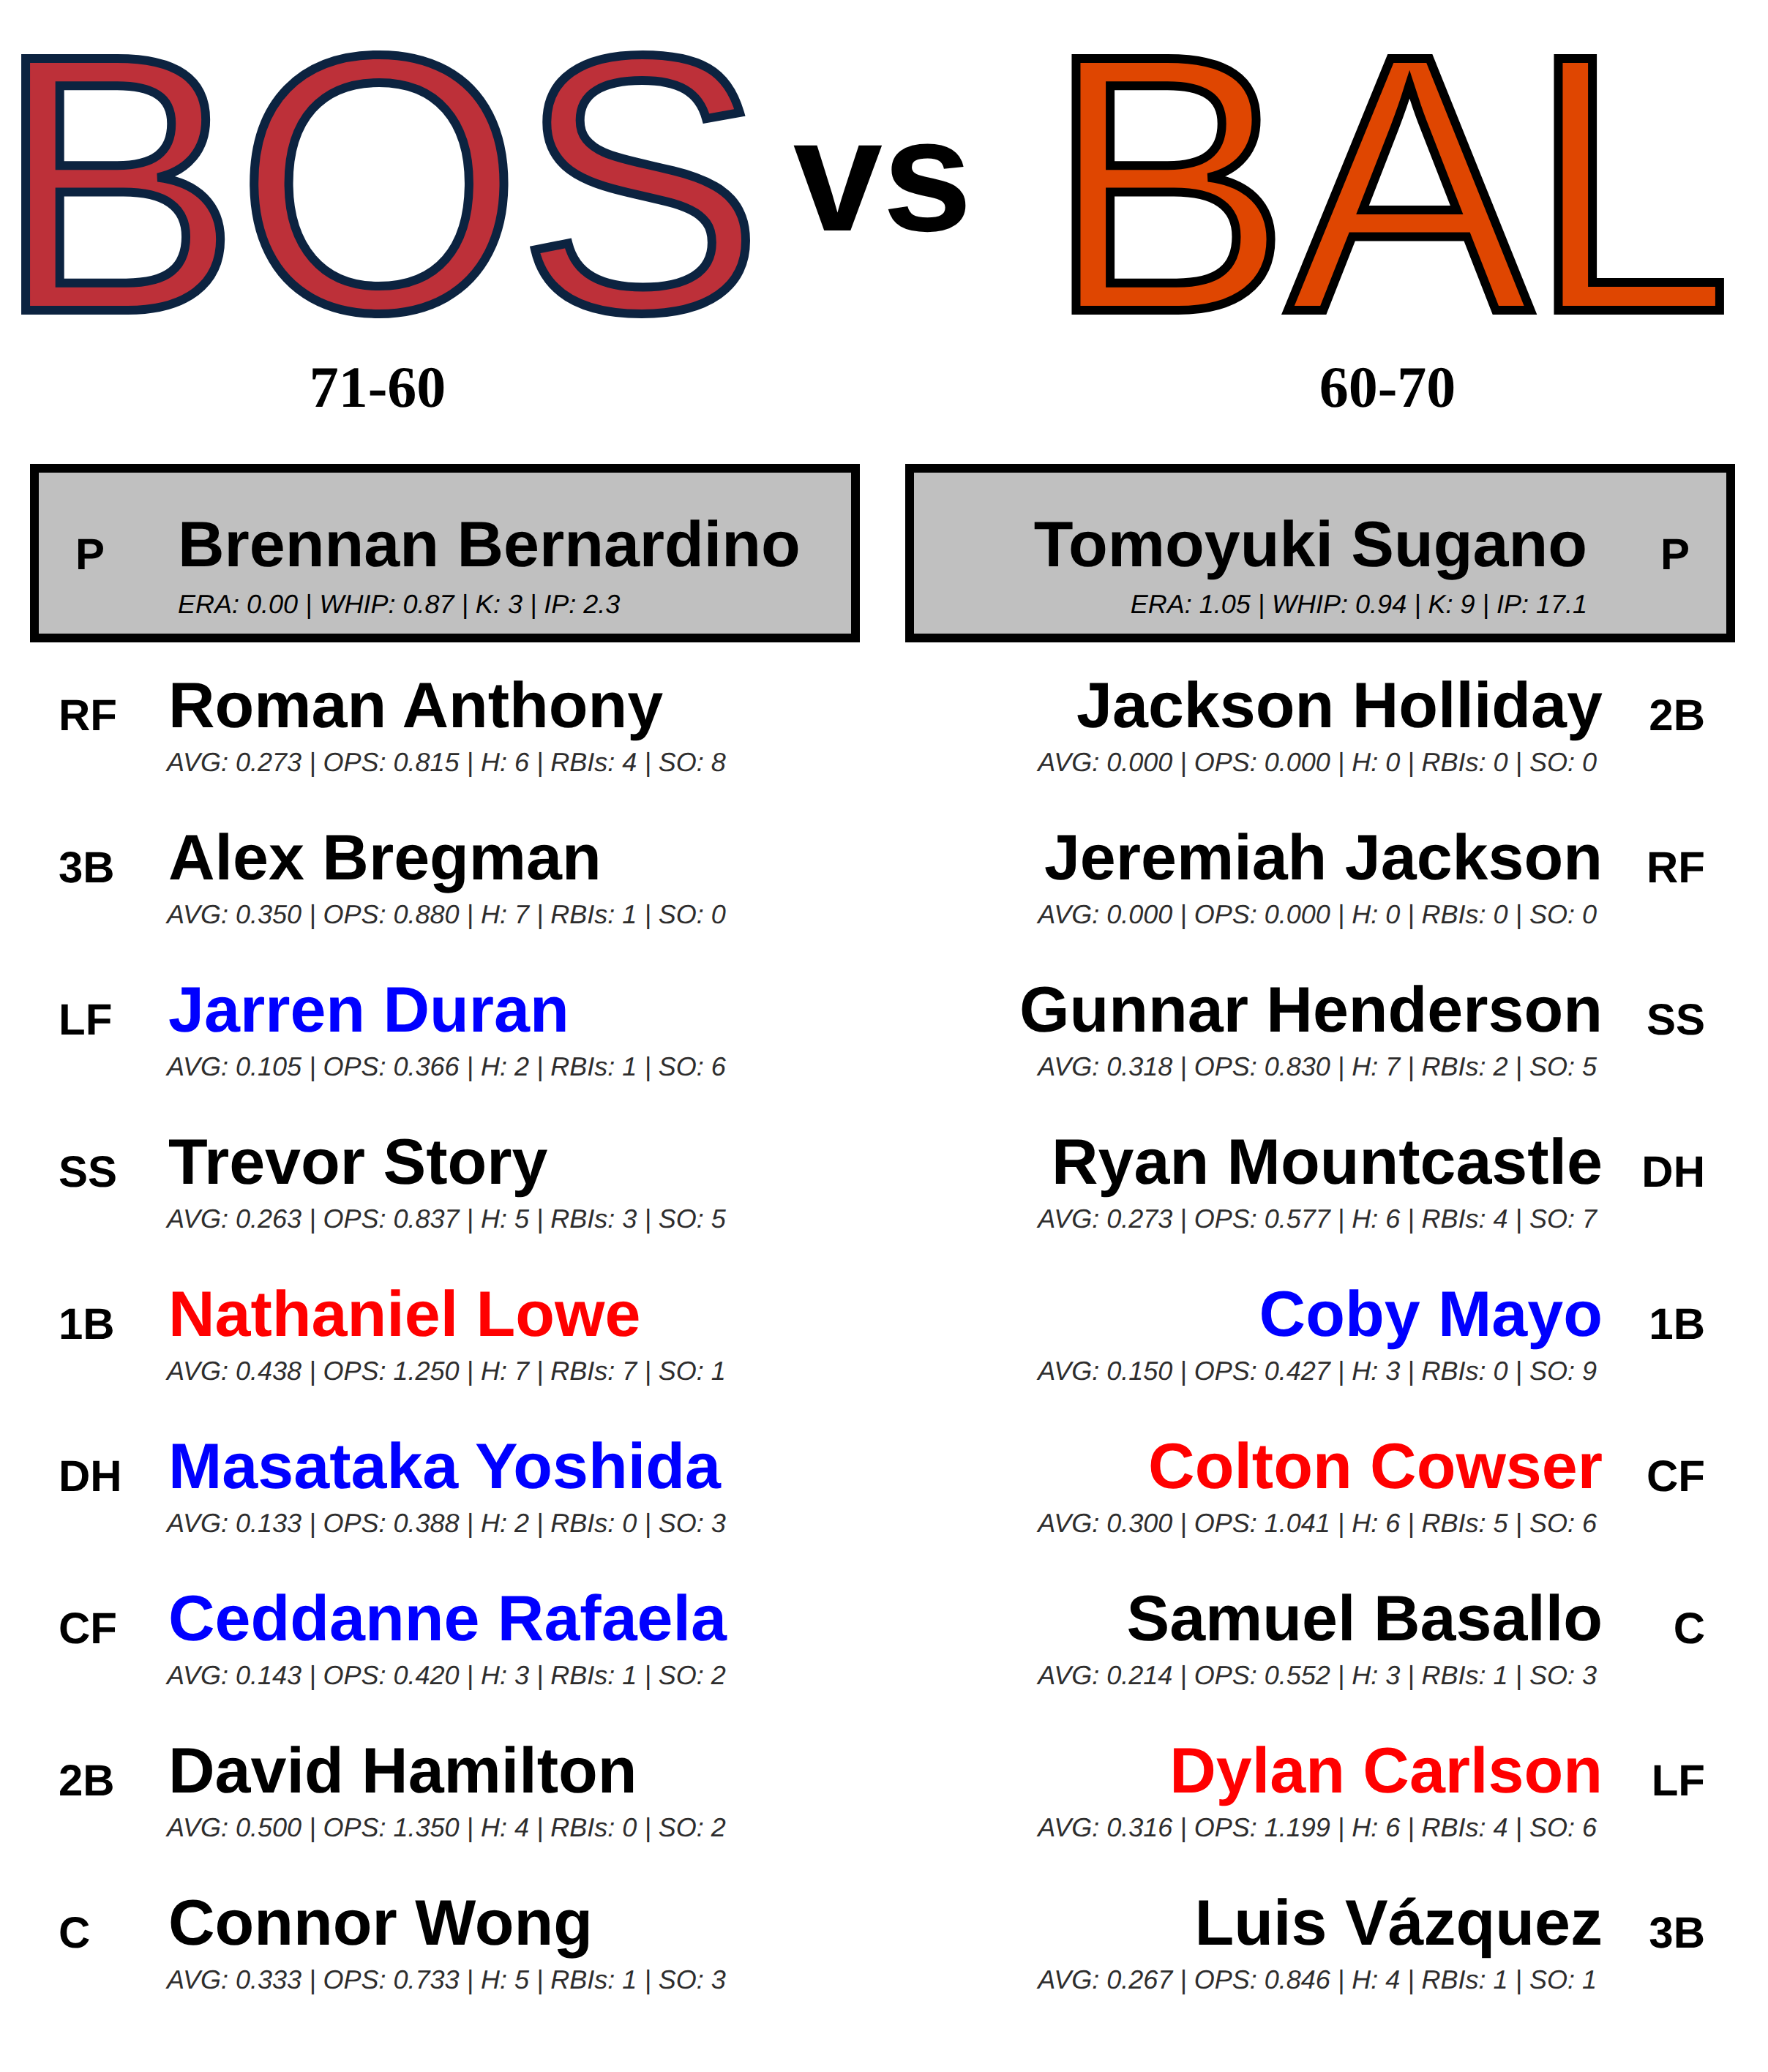 BOS vs BAL
71-60
60-70
P Brennan Bernardino
ERA: 0.00 | WHIP: 0.87 | K: 3 | IP: 2.3
Tomoyuki Sugano P
ERA: 1.05 | WHIP: 0.94 | K: 9 | IP: 17.1
RF Roman Anthony
AVG: 0.273 | OPS: 0.815 | H: 6 | RBIs: 4 | SO: 8
3B Alex Bregman
AVG: 0.350 | OPS: 0.880 | H: 7 | RBIs: 1 | SO: 0
LF Jarren Duran
AVG: 0.105 | OPS: 0.366 | H: 2 | RBIs: 1 | SO: 6
SS Trevor Story
AVG: 0.263 | OPS: 0.837 | H: 5 | RBIs: 3 | SO: 5
1B Nathaniel Lowe
AVG: 0.438 | OPS: 1.250 | H: 7 | RBIs: 7 | SO: 1
DH Masataka Yoshida
AVG: 0.133 | OPS: 0.388 | H: 2 | RBIs: 0 | SO: 3
CF Ceddanne Rafaela
AVG: 0.143 | OPS: 0.420 | H: 3 | RBIs: 1 | SO: 2
2B David Hamilton
AVG: 0.500 | OPS: 1.350 | H: 4 | RBIs: 0 | SO: 2
C Connor Wong
AVG: 0.333 | OPS: 0.733 | H: 5 | RBIs: 1 | SO: 3
Jackson Holliday 2B
AVG: 0.000 | OPS: 0.000 | H: 0 | RBIs: 0 | SO: 0
Jeremiah Jackson RF
AVG: 0.000 | OPS: 0.000 | H: 0 | RBIs: 0 | SO: 0
Gunnar Henderson SS
AVG: 0.318 | OPS: 0.830 | H: 7 | RBIs: 2 | SO: 5
Ryan Mountcastle DH
AVG: 0.273 | OPS: 0.577 | H: 6 | RBIs: 4 | SO: 7
Coby Mayo 1B
AVG: 0.150 | OPS: 0.427 | H: 3 | RBIs: 0 | SO: 9
Colton Cowser CF
AVG: 0.300 | OPS: 1.041 | H: 6 | RBIs: 5 | SO: 6
Samuel Basallo C
AVG: 0.214 | OPS: 0.552 | H: 3 | RBIs: 1 | SO: 3
Dylan Carlson LF
AVG: 0.316 | OPS: 1.199 | H: 6 | RBIs: 4 | SO: 6
Luis Vázquez 3B
AVG: 0.267 | OPS: 0.846 | H: 4 | RBIs: 1 | SO: 1